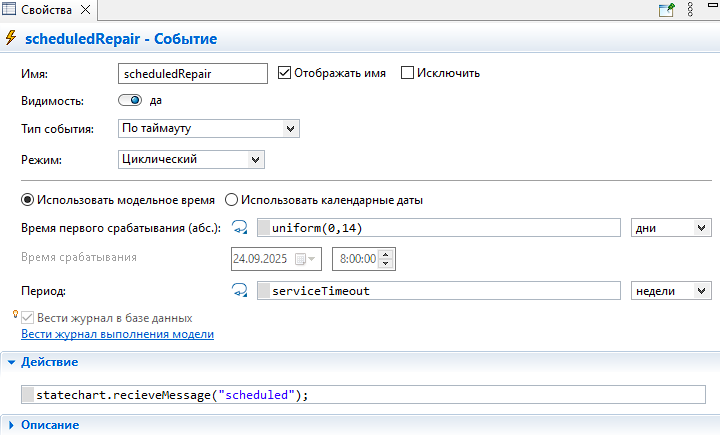 Свойства
scheduledRepair - Событие
Имя: scheduledRepair Отображать имя Исключить
Видимость: да
Тип события: По таймауту
Режим: Циклический
Использовать модельное время Использовать календарные даты
Время первого срабатывания (абс.): uniform(0,14) дни
Время срабатывания 24.09.2025 8:00:00
Период: serviceTimeout недели
Вести журнал в базе данных
Вести журнал выполнения модели
Действие
statechart.recieveMessage("scheduled");
Описание